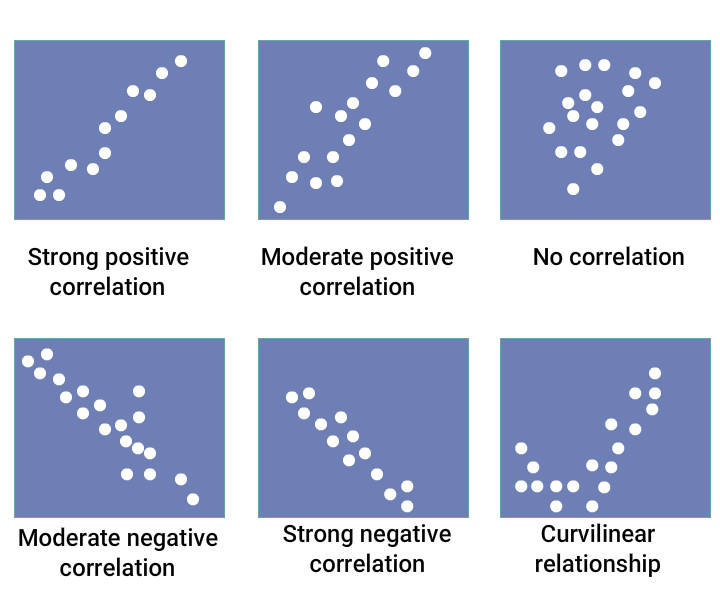 Strong positive
correlation
Moderate positive
correlation
No correlation
Moderate negative
correlation
Strong negative
correlation
Curvilinear
relationship